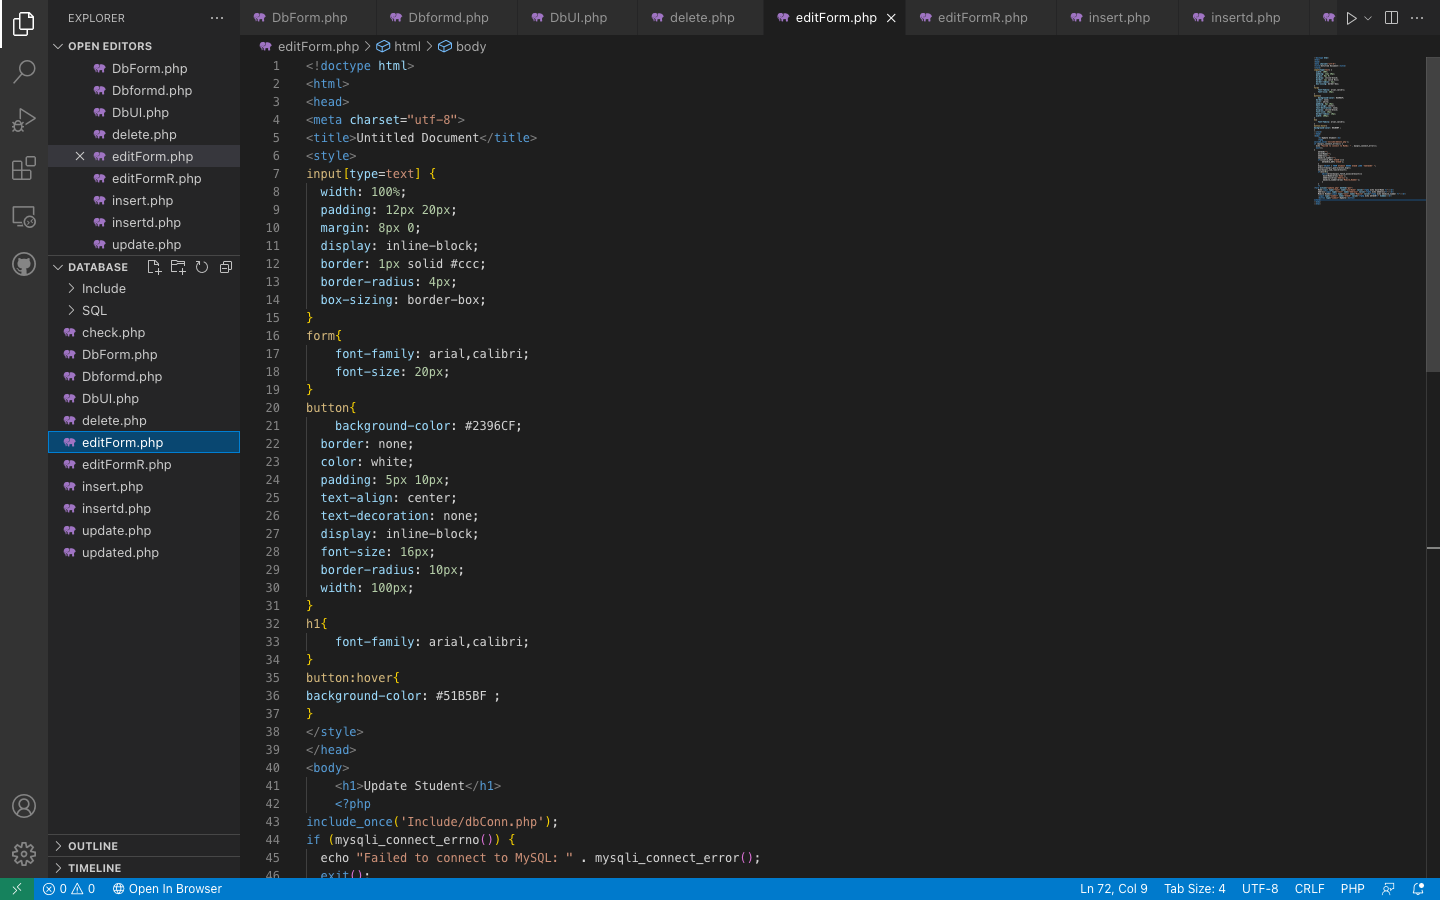 EXPLORER
OPEN EDITORS
DbForm.php
Dbformd.php
DbUI.php
delete.php
editForm.php
editFormR.php
insert.php
insertd.php
update.php
DATABASE
Include
SQL
check.php
DbForm.php
Dbformd.php
DbUI.php
delete.php
editForm.php
editFormR.php
insert.php
insertd.php
update.php
updated.php
OUTLINE
TIMELINE
DbForm.php Dbformd.php DbUI.php delete.php editForm.php editFormR.php insert.php insertd.php
editForm.php > html > body
1 <!doctype html>
2 <html>
3 <head>
4 <meta charset="utf-8">
5 <title>Untitled Document</title>
6 <style>
7 input[type=text] {
8 width: 100%;
9 padding: 12px 20px;
10 margin: 8px 0;
11 display: inline-block;
12 border: 1px solid #ccc;
13 border-radius: 4px;
14 box-sizing: border-box;
15 }
16 form{
17 font-family: arial,calibri;
18 font-size: 20px;
19 }
20 button{
21 background-color: #2396CF;
22 border: none;
23 color: white;
24 padding: 5px 10px;
25 text-align: center;
26 text-decoration: none;
27 display: inline-block;
28 font-size: 16px;
29 border-radius: 10px;
30 width: 100px;
31 }
32 h1{
33 font-family: arial,calibri;
34 }
35 button:hover{
36 background-color: #51B5BF ;
37 }
38 </style>
39 </head>
40 <body>
41 <h1>Update Student</h1>
42 <?php
43 include_once('Include/dbConn.php');
44 if (mysqli_connect_errno()) {
45 echo "Failed to connect to MySQL: " . mysqli_connect_error();
46 exit();
0 0 Open In Browser Ln 72, Col 9 Tab Size: 4 UTF-8 CRLF PHP